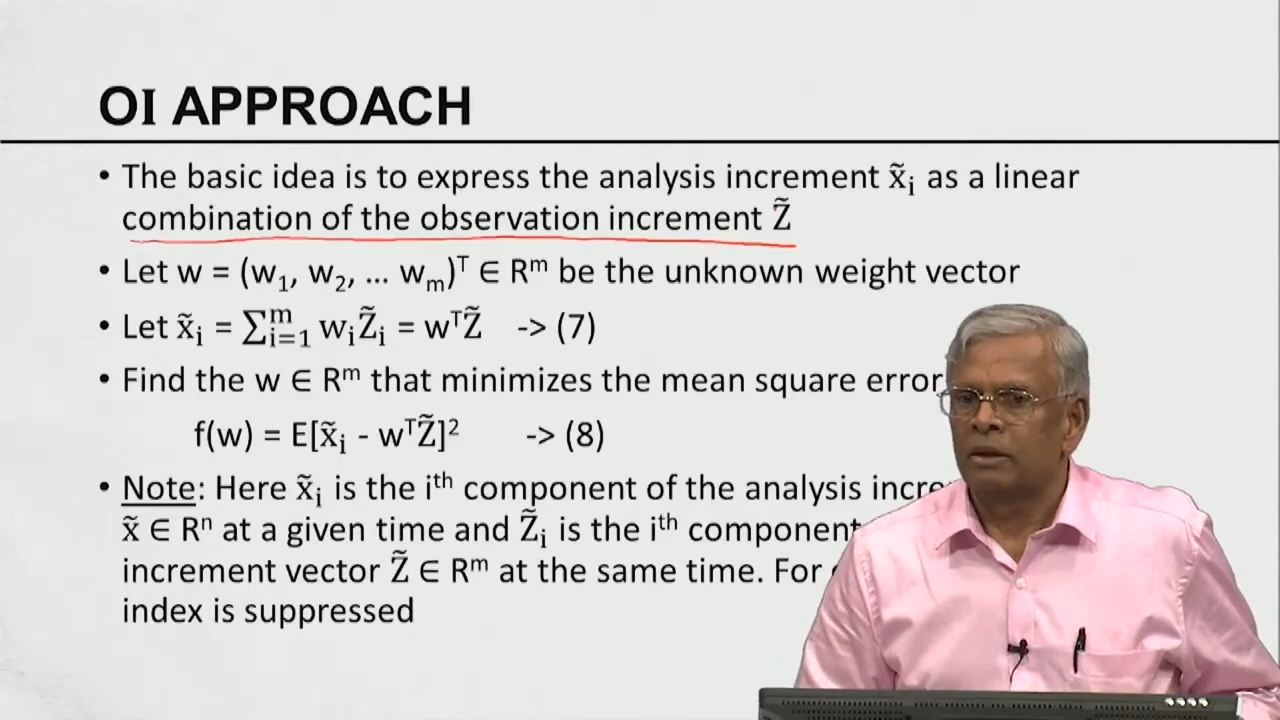 OI APPROACH
• The basic idea is to express the analysis increment x̃ᵢ as a linear
combination of the observation increment Z̃
• Let w = (w₁, w₂, … wₘ)ᵀ ∈ Rᵐ be the unknown weight vector
• Let x̃ᵢ = ∑ᵢ₌₁ᵐ wᵢZ̃ᵢ = wᵀZ̃ -> (7)
• Find the w ∈ Rᵐ that minimizes the mean square error
f(w) = E[x̃ᵢ - wᵀZ̃]² -> (8)
• Note: Here x̃ᵢ is the iᵗʰ component of the analysis
x̃ ∈ Rⁿ at a given time and Z̃ᵢ is the iᵗʰ component
increment vector Z̃ ∈ Rᵐ at the same time. For
index is suppressed